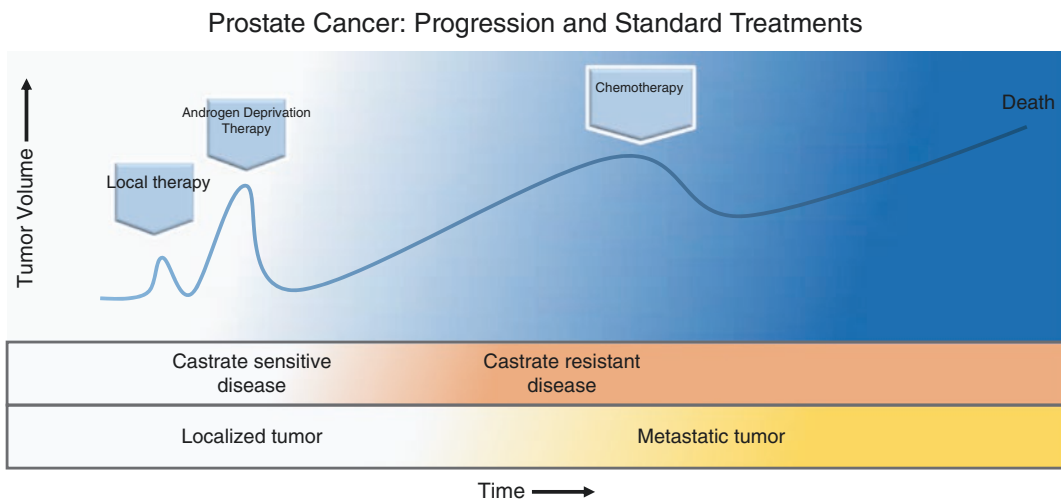 Prostate Cancer: Progression and Standard Treatments
Tumor Volume
Local therapy
Androgen Deprivation
Therapy
Chemotherapy
Death
Castrate sensitive
disease
Castrate resistant
disease
Localized tumor
Metastatic tumor
Time